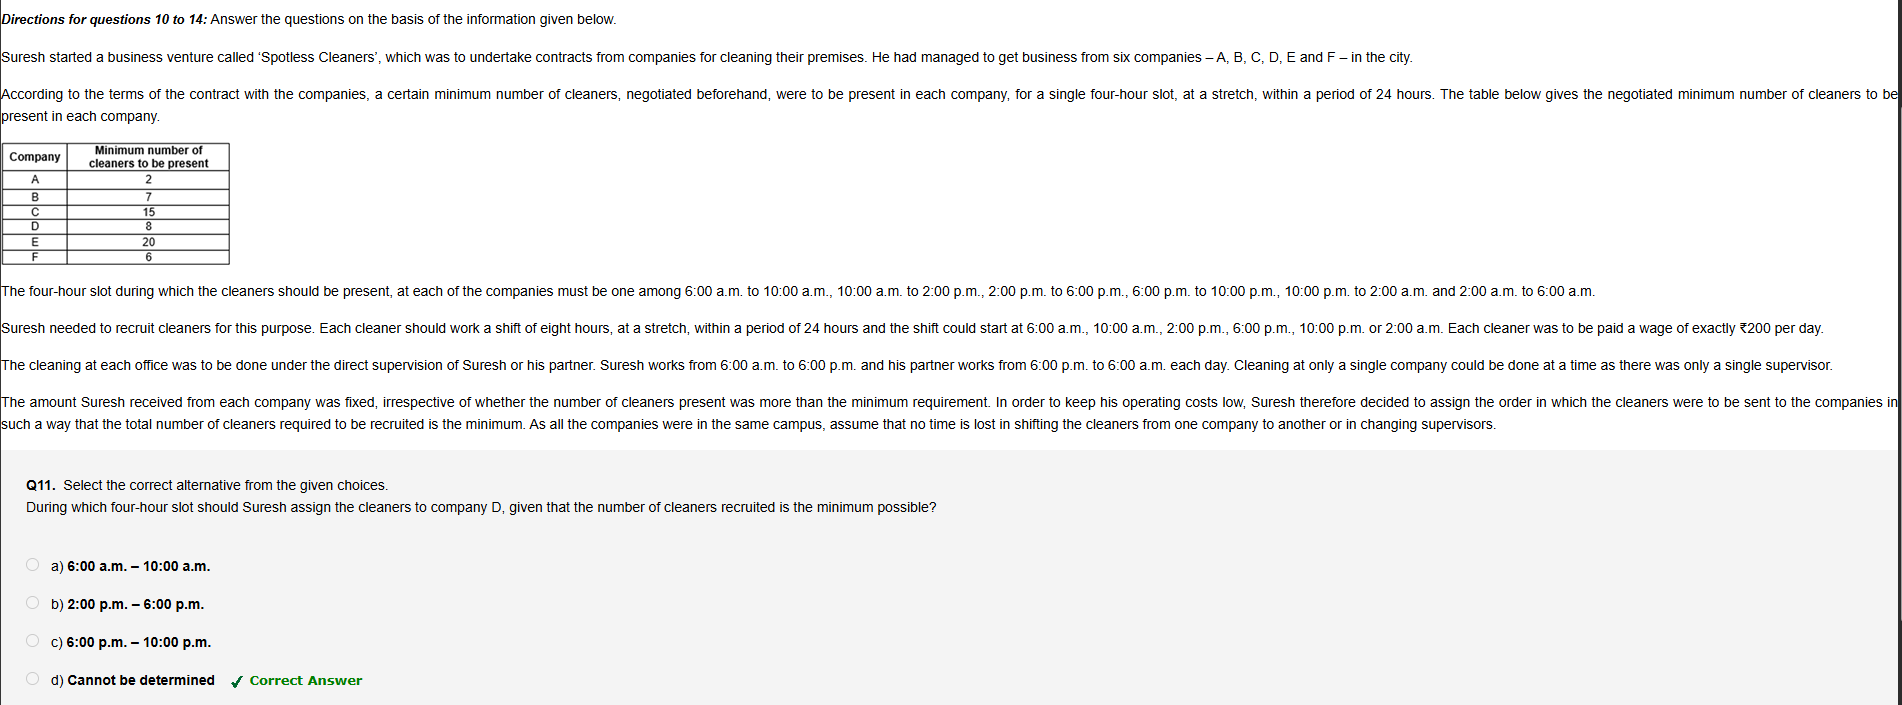 Directions for questions 10 to 14: Answer the questions on the basis of the information given below.
Suresh started a business venture called ‘Spotless Cleaners’, which was to undertake contracts from companies for cleaning their premises. He had managed to get business from six companies – A, B, C, D, E and F – in the city.
According to the terms of the contract with the companies, a certain minimum number of cleaners, negotiated beforehand, were to be present in each company, for a single four-hour slot, at a stretch, within a period of 24 hours. The table below gives the negotiated minimum number of cleaners to be
present in each company.
Company Minimum number of
cleaners to be present
A 2
B 7
C 15
D 8
E 20
F 6
The four-hour slot during which the cleaners should be present, at each of the companies must be one among 6:00 a.m. to 10:00 a.m., 10:00 a.m. to 2:00 p.m., 2:00 p.m. to 6:00 p.m., 6:00 p.m. to 10:00 p.m., 10:00 p.m. to 2:00 a.m. and 2:00 a.m. to 6:00 a.m.
Suresh needed to recruit cleaners for this purpose. Each cleaner should work a shift of eight hours, at a stretch, within a period of 24 hours and the shift could start at 6:00 a.m., 10:00 a.m., 2:00 p.m., 6:00 p.m., 10:00 p.m. or 2:00 a.m. Each cleaner was to be paid a wage of exactly ₹200 per day.
The cleaning at each office was to be done under the direct supervision of Suresh or his partner. Suresh works from 6:00 a.m. to 6:00 p.m. and his partner works from 6:00 p.m. to 6:00 a.m. each day. Cleaning at only a single company could be done at a time as there was only a single supervisor.
The amount Suresh received from each company was fixed, irrespective of whether the number of cleaners present was more than the minimum requirement. In order to keep his operating costs low, Suresh therefore decided to assign the order in which the cleaners were to be sent to the companies in
such a way that the total number of cleaners required to be recruited is the minimum. As all the companies were in the same campus, assume that no time is lost in shifting the cleaners from one company to another or in changing supervisors.
Q11. Select the correct alternative from the given choices.
During which four-hour slot should Suresh assign the cleaners to company D, given that the number of cleaners recruited is the minimum possible?
a) 6:00 a.m. – 10:00 a.m.
b) 2:00 p.m. – 6:00 p.m.
c) 6:00 p.m. – 10:00 p.m.
d) Cannot be determined ✓ Correct Answer